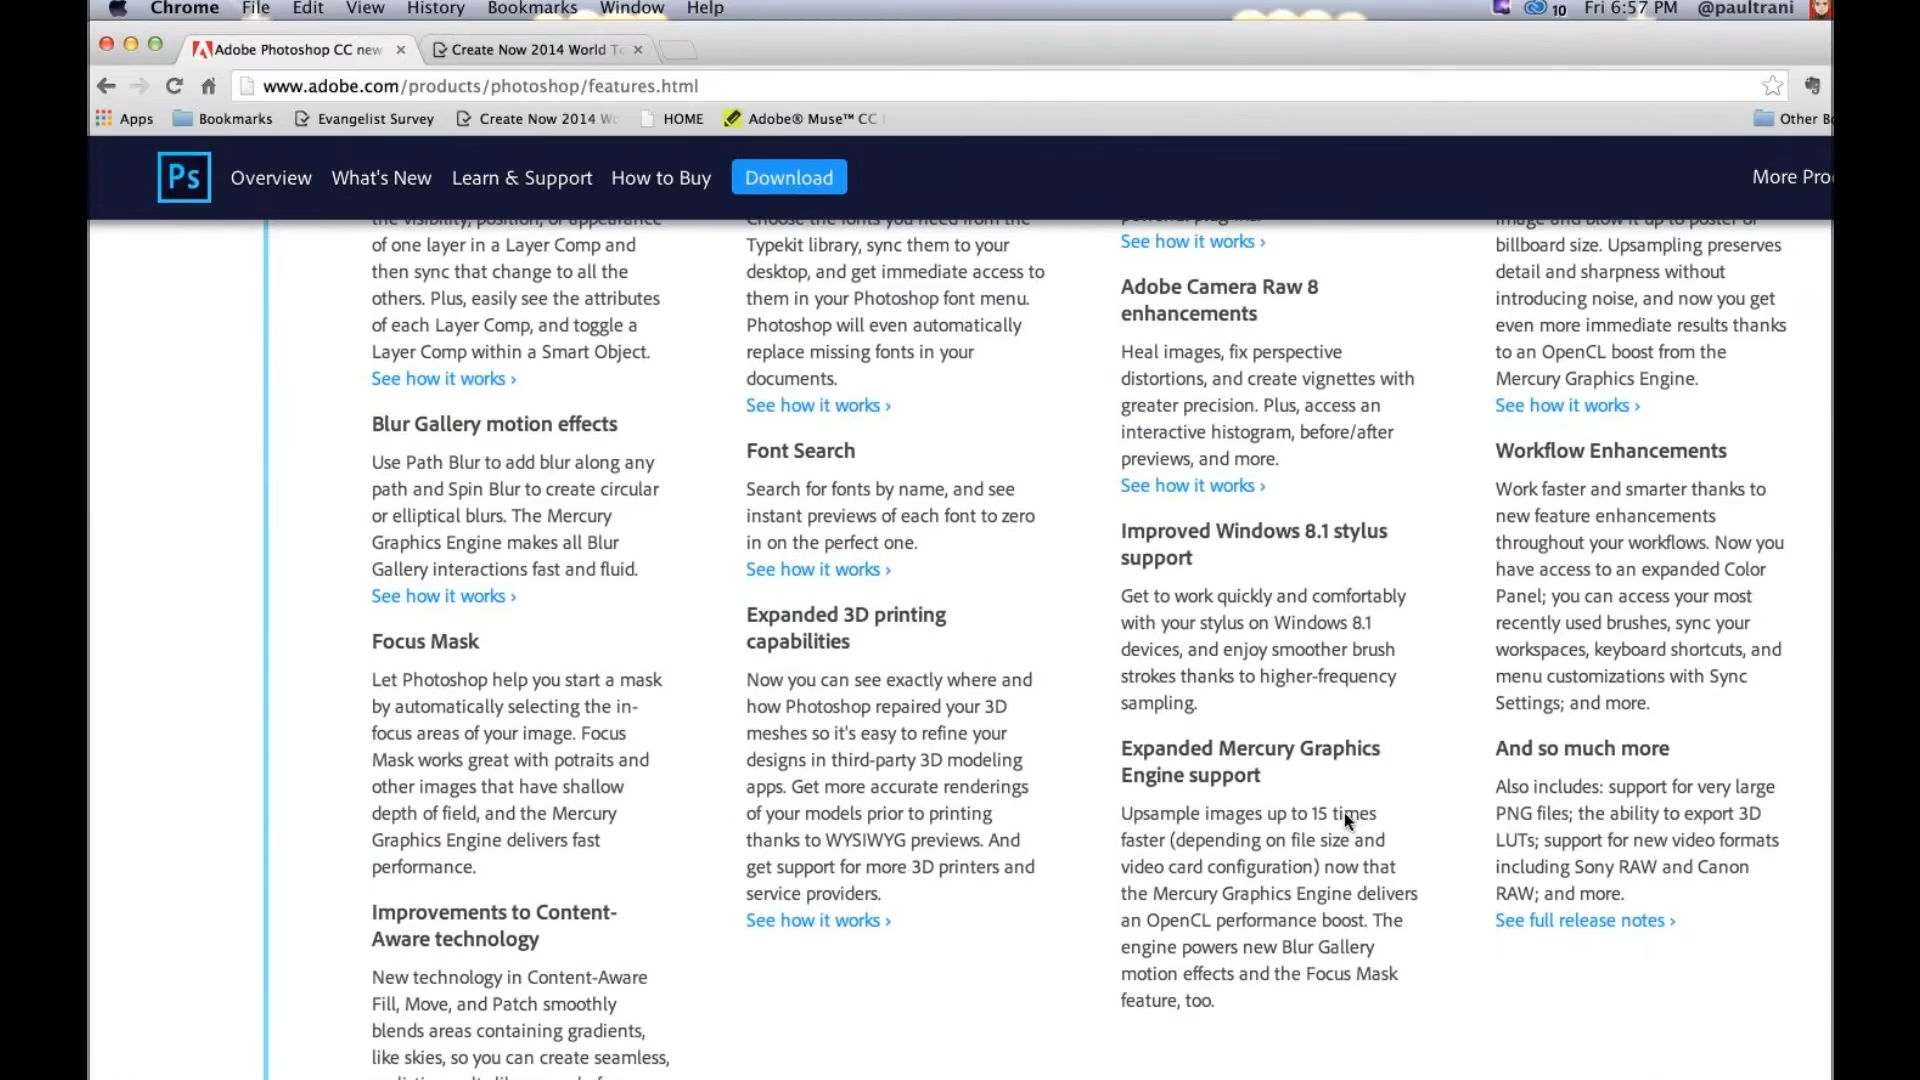 Chrome File Edit View History Bookmarks Window Help 10 Fri 6:57 PM @paultrani
Adobe Photoshop CC new × Create Now 2014 World To ×
www.adobe.com/products/photoshop/features.html
Apps Bookmarks Evangelist Survey Create Now 2014 Wo HOME Adobe® Muse™ CC Other B
Ps Overview What's New Learn & Support How to Buy Download More Pro
the visibility, position, or appearance
of one layer in a Layer Comp and
then sync that change to all the
others. Plus, easily see the attributes
of each Layer Comp, and toggle a
Layer Comp within a Smart Object.
See how it works ›
Blur Gallery motion effects
Use Path Blur to add blur along any
path and Spin Blur to create circular
or elliptical blurs. The Mercury
Graphics Engine makes all Blur
Gallery interactions fast and fluid.
See how it works ›
Focus Mask
Let Photoshop help you start a mask
by automatically selecting the in-
focus areas of your image. Focus
Mask works great with potraits and
other images that have shallow
depth of field, and the Mercury
Graphics Engine delivers fast
performance.
Improvements to Content-
Aware technology
New technology in Content-Aware
Fill, Move, and Patch smoothly
blends areas containing gradients,
like skies, so you can create seamless,
Choose the fonts you need from the
Typekit library, sync them to your
desktop, and get immediate access to
them in your Photoshop font menu.
Photoshop will even automatically
replace missing fonts in your
documents.
See how it works ›
Font Search
Search for fonts by name, and see
instant previews of each font to zero
in on the perfect one.
See how it works ›
Expanded 3D printing
capabilities
Now you can see exactly where and
how Photoshop repaired your 3D
meshes so it's easy to refine your
designs in third-party 3D modeling
apps. Get more accurate renderings
of your models prior to printing
thanks to WYSIWYG previews. And
get support for more 3D printers and
service providers.
See how it works ›
See how it works ›
Adobe Camera Raw 8
enhancements
Heal images, fix perspective
distortions, and create vignettes with
greater precision. Plus, access an
interactive histogram, before/after
previews, and more.
See how it works ›
Improved Windows 8.1 stylus
support
Get to work quickly and comfortably
with your stylus on Windows 8.1
devices, and enjoy smoother brush
strokes thanks to higher-frequency
sampling.
Expanded Mercury Graphics
Engine support
Upsample images up to 15 times
faster (depending on file size and
video card configuration) now that
the Mercury Graphics Engine delivers
an OpenCL performance boost. The
engine powers new Blur Gallery
motion effects and the Focus Mask
feature, too.
image and blow it up to poster or
billboard size. Upsampling preserves
detail and sharpness without
introducing noise, and now you get
even more immediate results thanks
to an OpenCL boost from the
Mercury Graphics Engine.
See how it works ›
Workflow Enhancements
Work faster and smarter thanks to
new feature enhancements
throughout your workflows. Now you
have access to an expanded Color
Panel; you can access your most
recently used brushes, sync your
workspaces, keyboard shortcuts, and
menu customizations with Sync
Settings; and more.
And so much more
Also includes: support for very large
PNG files; the ability to export 3D
LUTs; support for new video formats
including Sony RAW and Canon
RAW; and more.
See full release notes ›